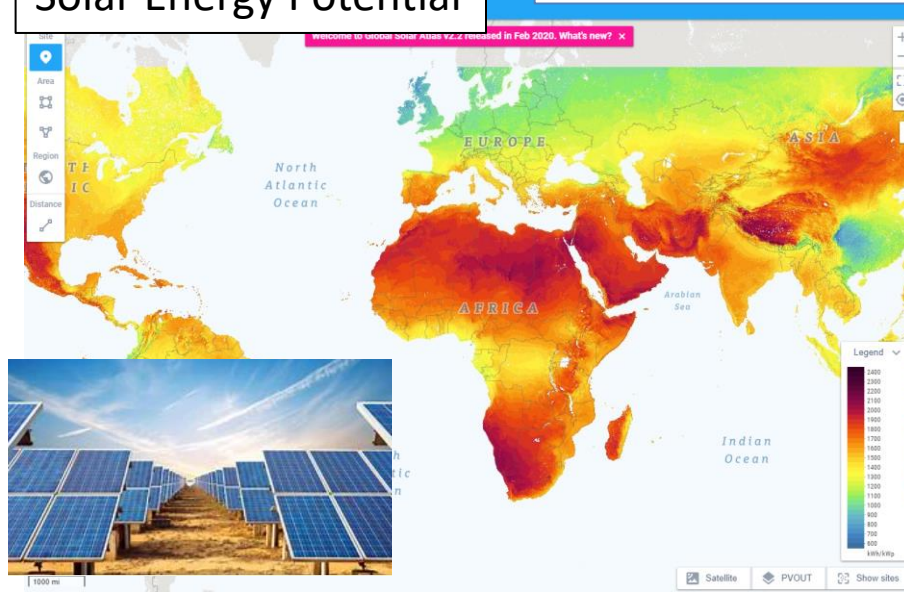 Solar Energy Potential
Welcome to Global Solar Atlas v2.2 released in Feb 2020. What's new? ×
Site
Area
Region
Distance
TH
IC
North
Atlantic
Ocean
EUROPE
ASIA
AFRICA
Arabian
Sea
Indian
Ocean
h
tic
n
Legend
2400
2300
2200
2100
2000
1900
1800
1700
1600
1500
1400
1300
1200
1100
1000
900
800
700
600
kWh/kWp
1000 mi
Satellite
PVOUT
Show sites